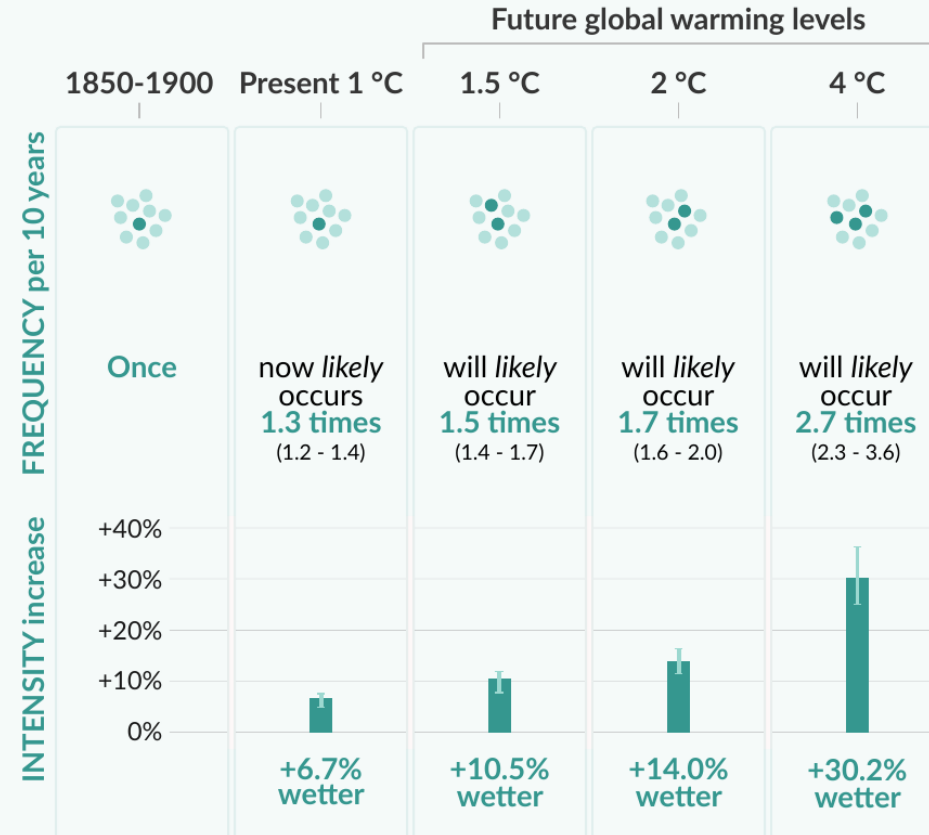 Future global warming levels
1850-1900 Present 1 °C 1.5 °C 2 °C 4 °C
FREQUENCY per 10 years
Once
now likely
occurs
1.3 times
(1.2 - 1.4)
will likely
occur
1.5 times
(1.4 - 1.7)
will likely
occur
1.7 times
(1.6 - 2.0)
will likely
occur
2.7 times
(2.3 - 3.6)
INTENSITY increase
+40%
+30%
+20%
+10%
0%
+6.7%
wetter
+10.5%
wetter
+14.0%
wetter
+30.2%
wetter